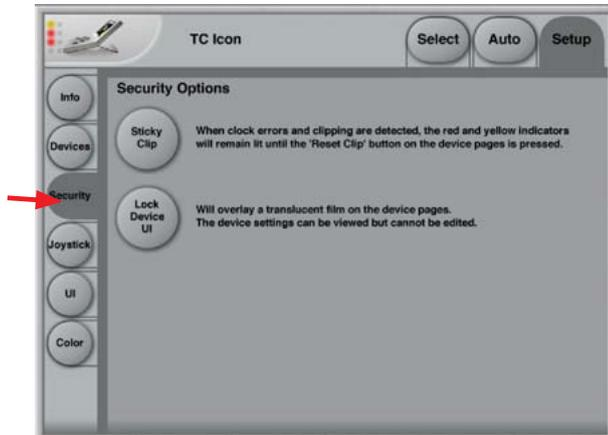 TC Icon
Select
Auto
Setup
Info
Devices
Security
Joystick
UI
Color
Security Options
Sticky
Clip
When clock errors and clipping are detected, the red and yellow indicators
will remain lit until the 'Reset Clip' button on the device pages is pressed.
Lock
Device
UI
Will overlay a translucent film on the device pages.
The device settings can be viewed but cannot be edited.